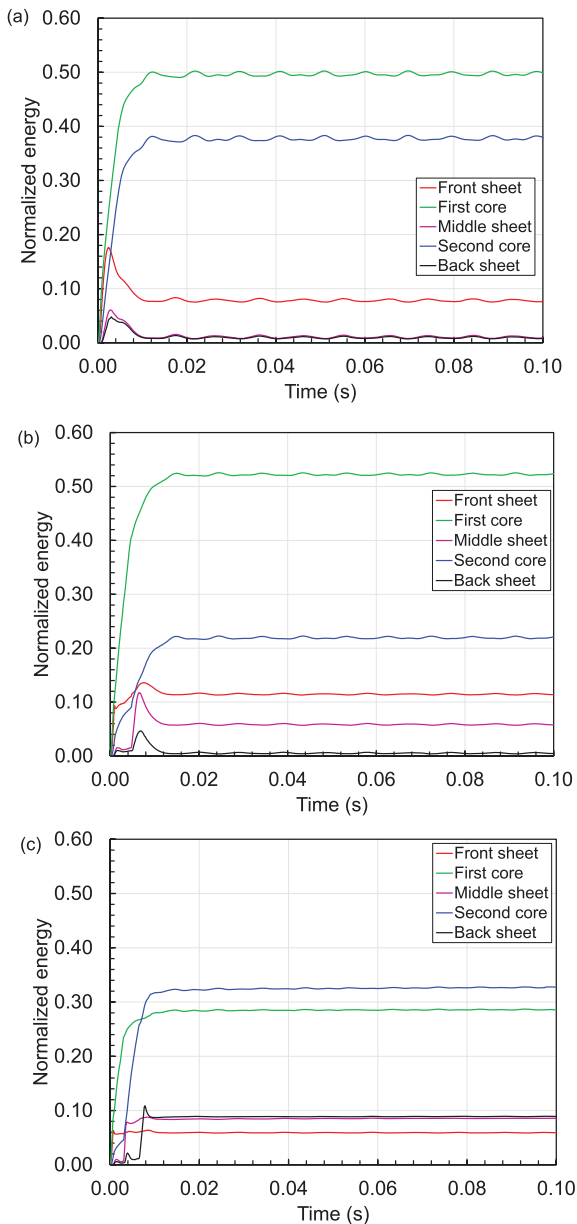 (a)
0.60
0.50
0.40
0.30
0.20
0.10
0.00
Normalized energy
Front sheet
First core
Middle sheet
Second core
Back sheet
0.00 0.02 0.04 0.06 0.08 0.10
Time (s)
(b)
0.60
0.50
0.40
0.30
0.20
0.10
0.00
Normalized energy
Front sheet
First core
Middle sheet
Second core
Back sheet
0.00 0.02 0.04 0.06 0.08 0.10
Time (s)
(c)
0.60
0.50
0.40
0.30
0.20
0.10
0.00
Normalized energy
Front sheet
First core
Middle sheet
Second core
Back sheet
0.00 0.02 0.04 0.06 0.08 0.10
Time (s)